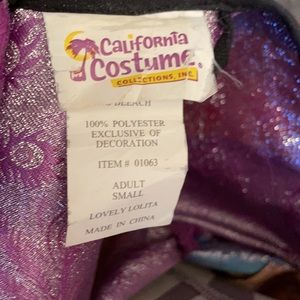 California
Costume
COLLECTIONS, INC.
BLEACH
100% POLYESTER
EXCLUSIVE OF
DECORATION
ITEM # 01063
ADULT
SMALL
LOVELY LOLITA
MADE IN CHINA